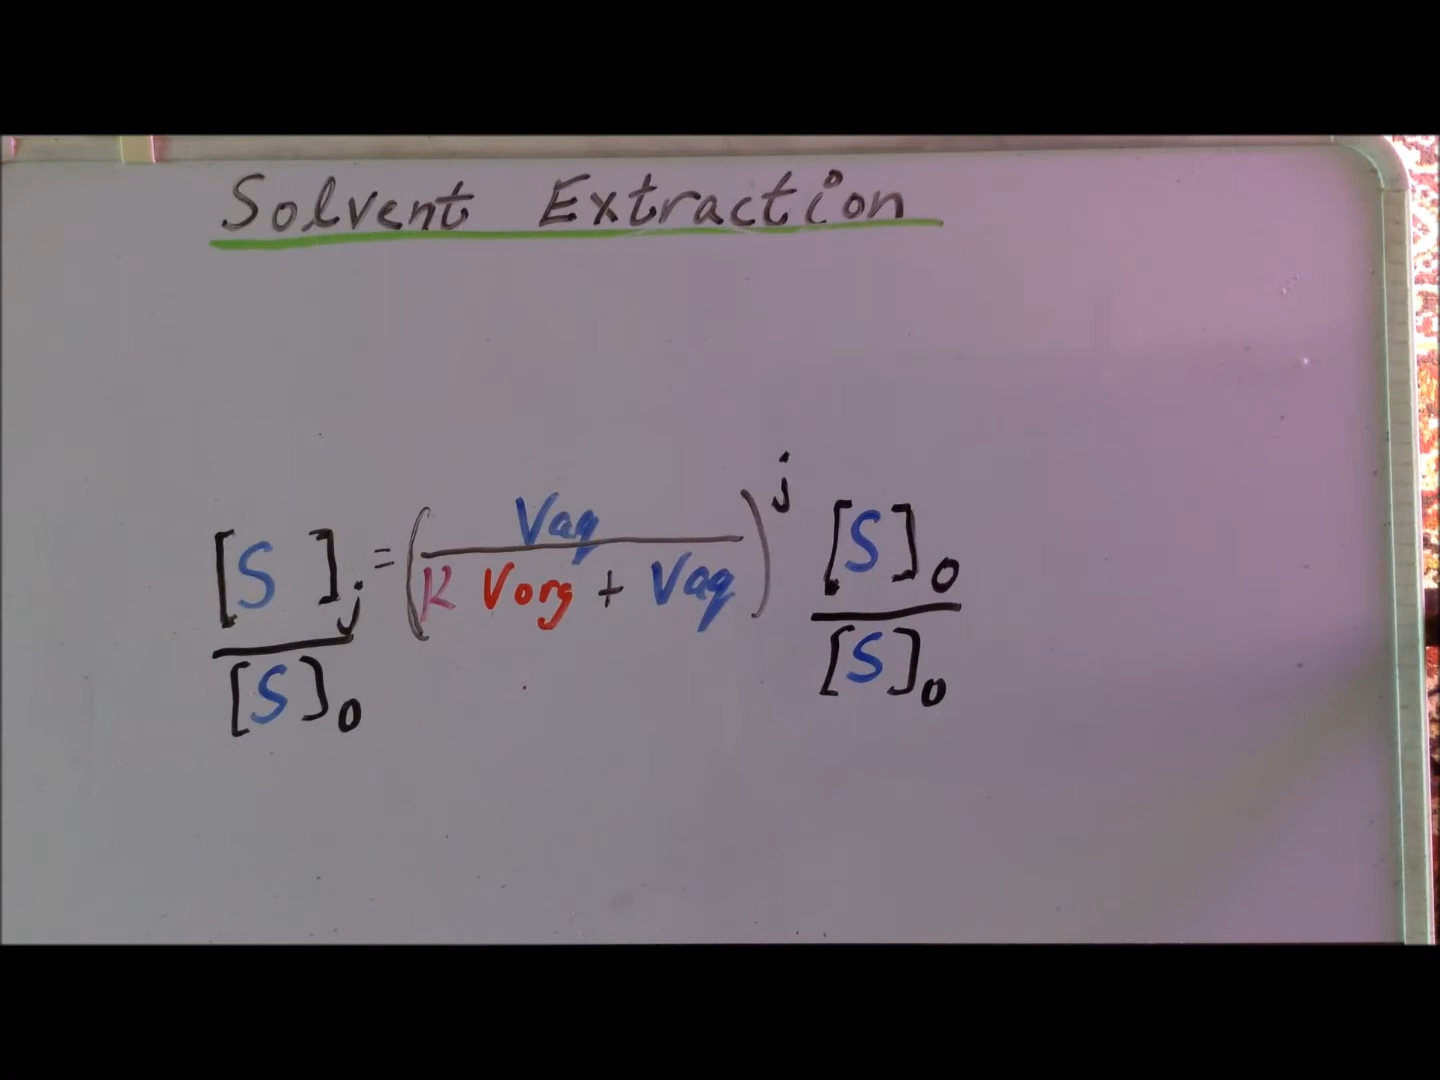 Solvent Extraction
[S]j / [S]0 = (Vaq / (K Vorg + Vaq))^j [S]0 / [S]0